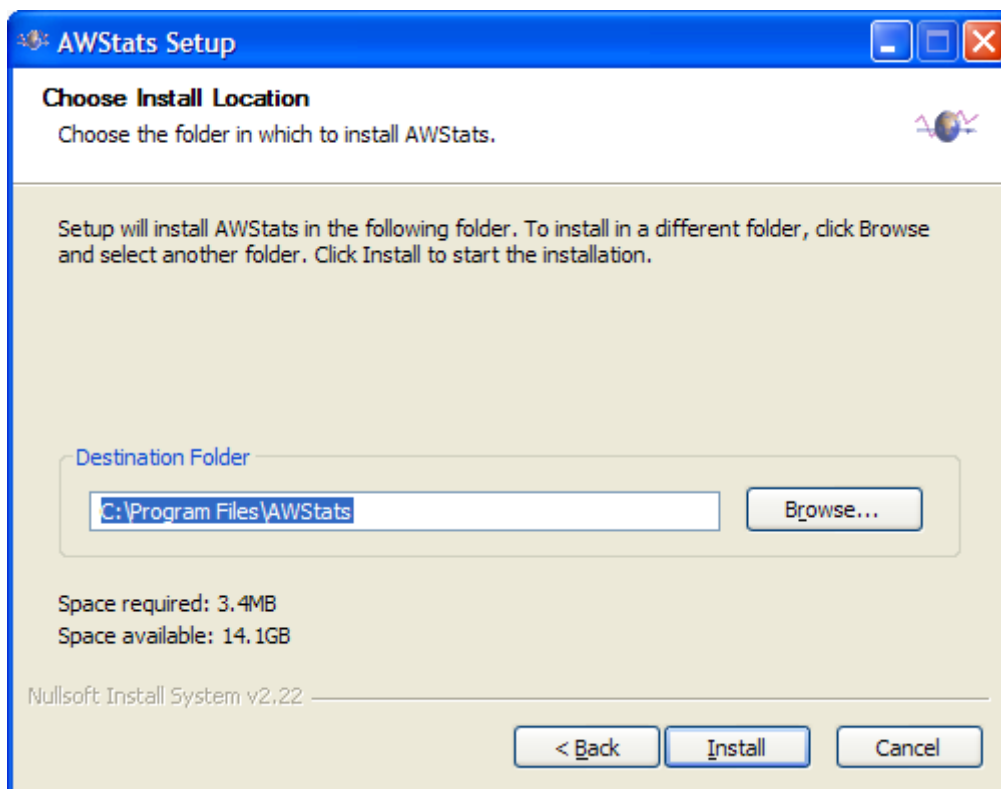 AWStats Setup
Choose Install Location
Choose the folder in which to install AWStats.
Setup will install AWStats in the following folder. To install in a different folder, click Browse
and select another folder. Click Install to start the installation.
Destination Folder
C:\Program Files\AWStats
Browse...
Space required: 3.4MB
Space available: 14.1GB
Nullsoft Install System v2.22
< Back
Install
Cancel